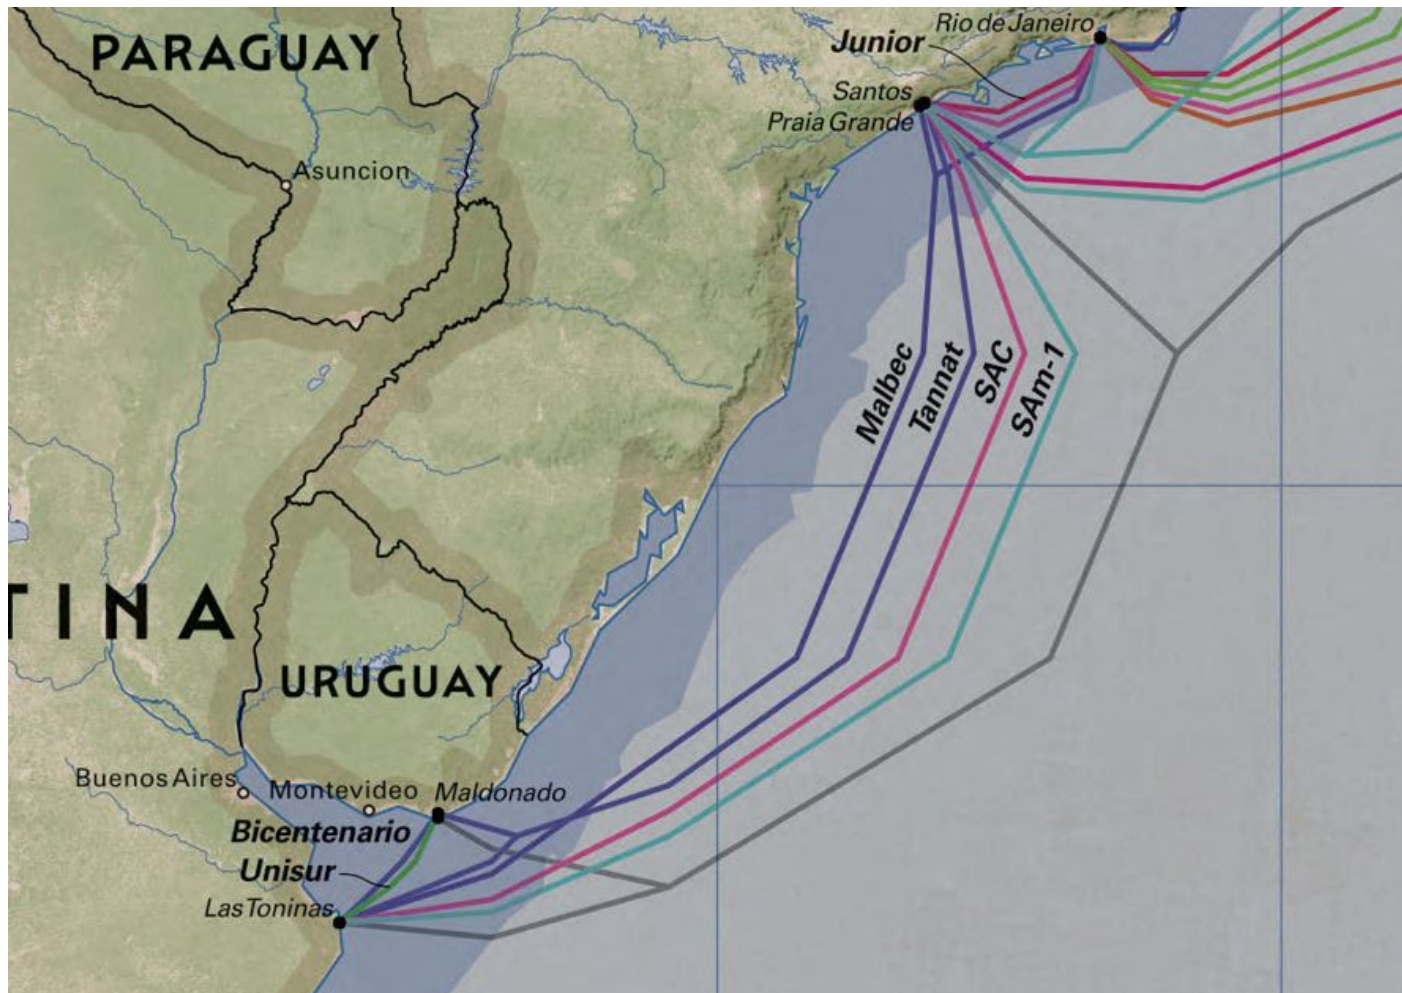 Rio de Janeiro
PARAGUAY
Junior
Santos
Praia Grande
Asuncion
Malbec
Tannat
SAC
SAm-1
TINA
URUGUAY
Buenos Aires
Montevideo
Maldonado
Bicentenario
Unisur
Las Toninas